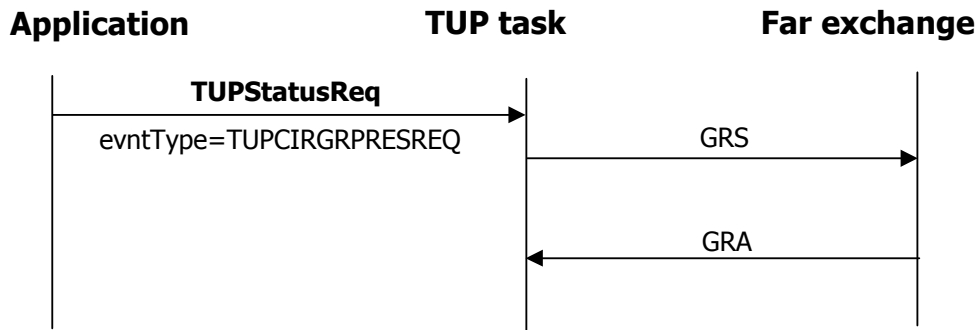 Application TUP task Far exchange
TUPStatusReq
evntType=TUPCIRGRPRESREQ
GRS
GRA